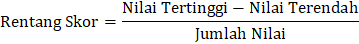 Rentang Skor = Nilai Tertinggi − Nilai Terendah
Jumlah Nilai